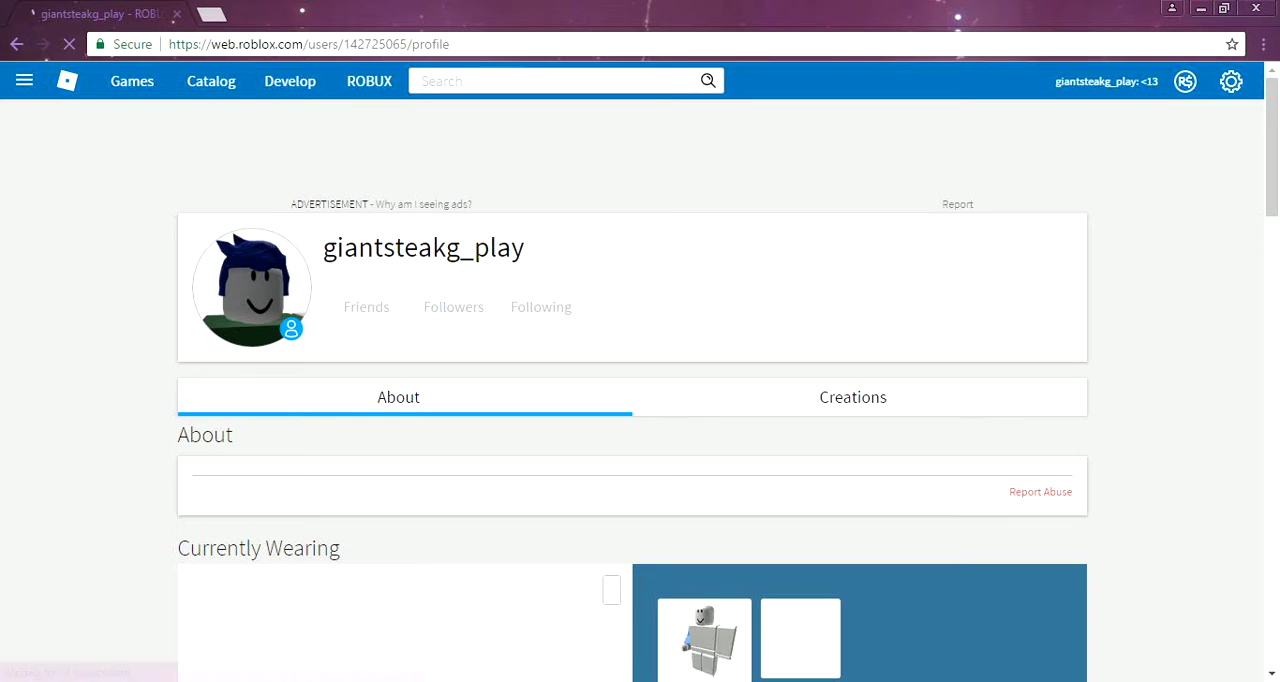 giantsteakg_play - ROBL
Secure
https://web.roblox.com/users/142725065/profile
Games
Catalog
Develop
ROBUX
Search
giantsteakg_play: <13
R$
ADVERTISEMENT - Why am I seeing ads?
Report
giantsteakg_play
Friends
Followers
Following
About
Creations
About
Report Abuse
Currently Wearing